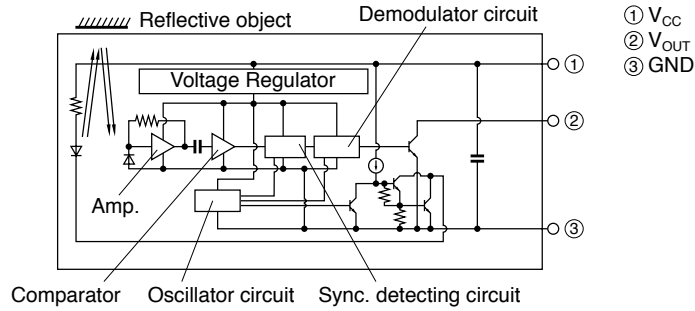 Reflective object
Demodulator circuit
① V_CC
② V_OUT
③ GND
Voltage Regulator
①
②
③
Amp.
Comparator
Oscillator circuit
Sync. detecting circuit